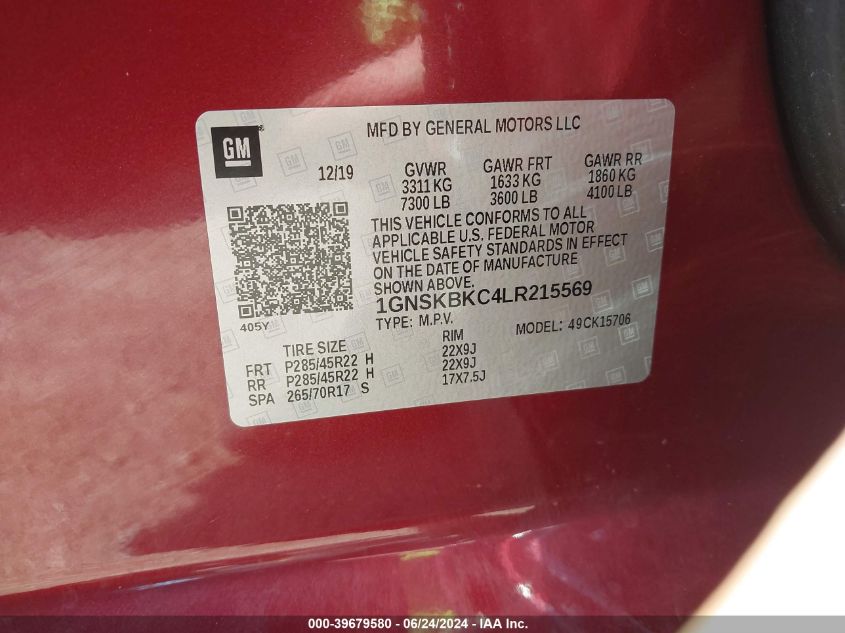 GM
MFD BY GENERAL MOTORS LLC
12/19
GVWR
3311 KG
7300 LB
GAWR FRT
1633 KG
3600 LB
GAWR RR
1860 KG
4100 LB
THIS VEHICLE CONFORMS TO ALL
APPLICABLE U.S. FEDERAL MOTOR
VEHICLE SAFETY STANDARDS IN EFFECT
ON THE DATE OF MANUFACTURE
SHOWN ABOVE.
405Y
1GNSKBKC4LR215569
TYPE: M.P.V.
MODEL: 49CK15706
TIRE SIZE RIM
FRT P285/45R22 H 22X9J
RR P285/45R22 H 22X9J
SPA 265/70R17 S 17X7.5J
000-39679580 - 06/24/2024 - IAA Inc.